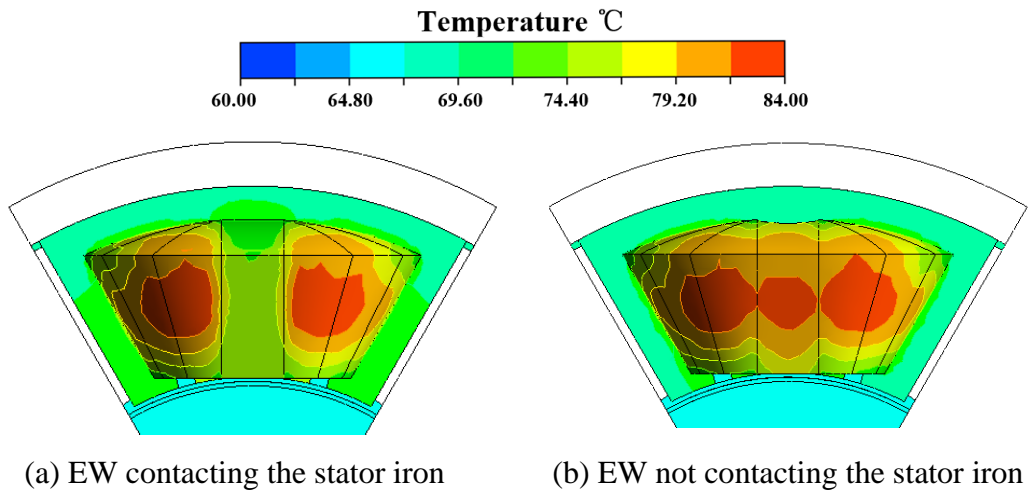 Temperature ℃
60.00 64.80 69.60 74.40 79.20 84.00
(a) EW contacting the stator iron
(b) EW not contacting the stator iron